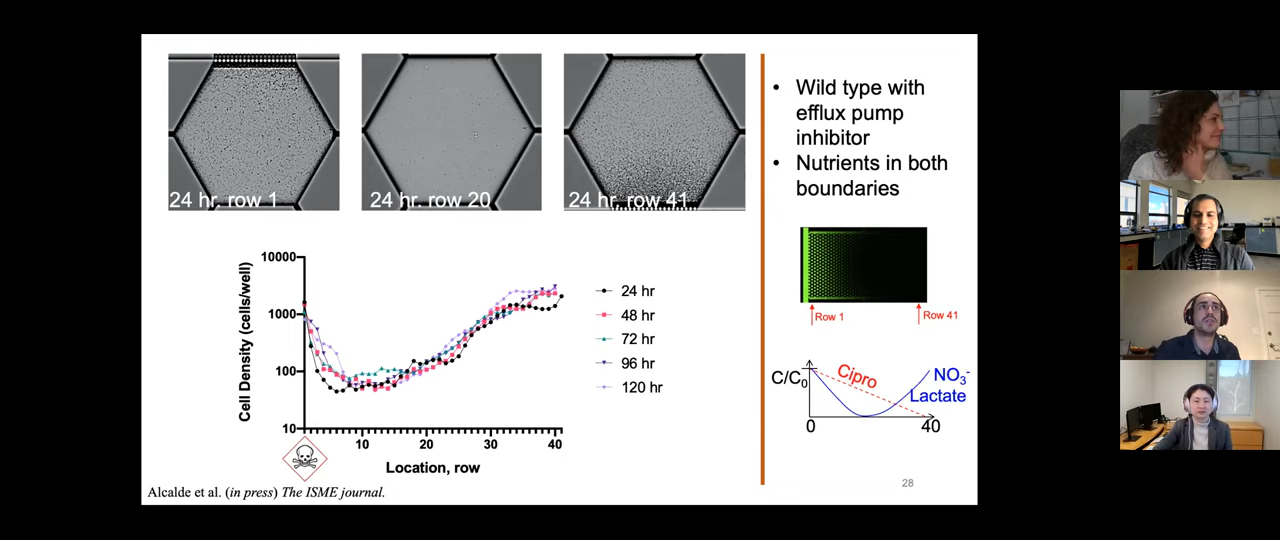 24 hr, row 1
24 hr. row 20
24 hr. row 41
• Wild type with
efflux pump
inhibitor
• Nutrients in both
boundaries
Row 1
Row 41
C/C0
Cipro
NO3-
Lactate
0
40
Cell Density (cells/well)
10000
1000
100
10
10
20
30
40
Location, row
24 hr
48 hr
72 hr
96 hr
120 hr
Alcalde et al. (in press) The ISME journal.
28